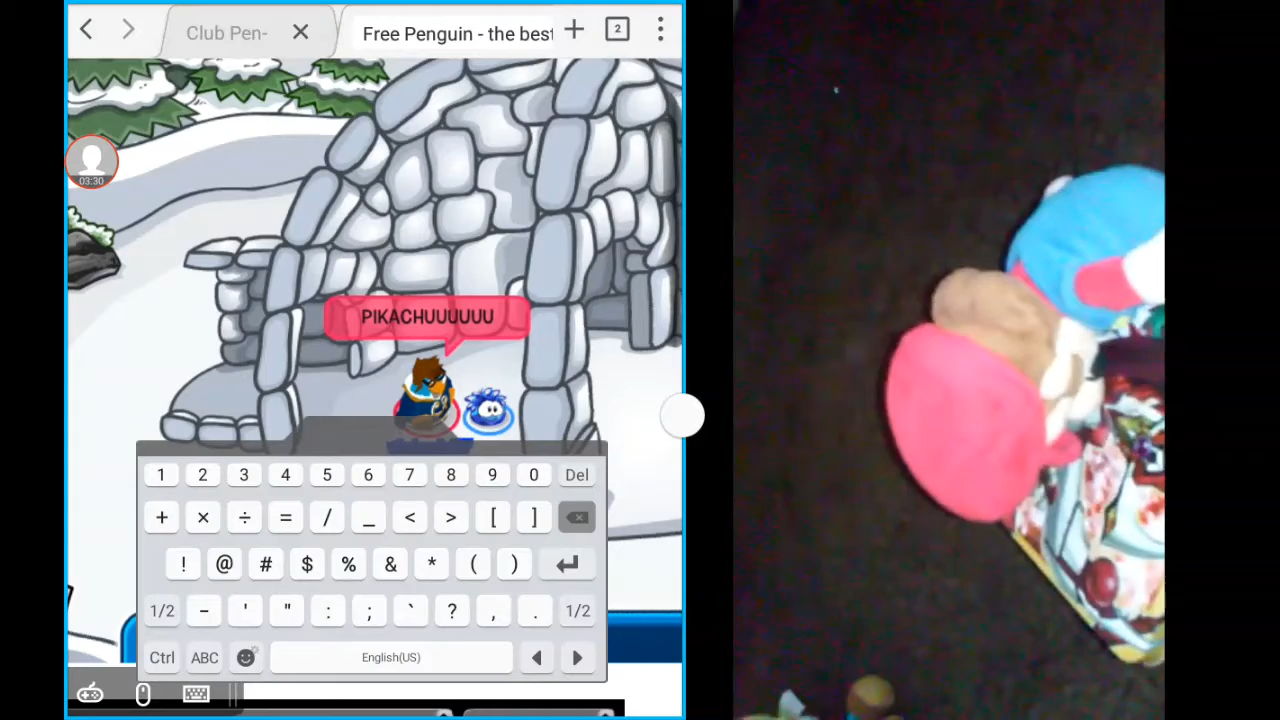 Club Pen-
Free Penguin - the best
2
03:30
PIKACHUUUUUU
1 2 3 4 5 6 7 8 9 0 Del
+ × ÷ = / _ < > [ ]
! @ # $ % & * ( )
1/2 - ' " : ; ` ? , . 1/2
Ctrl ABC English(US)